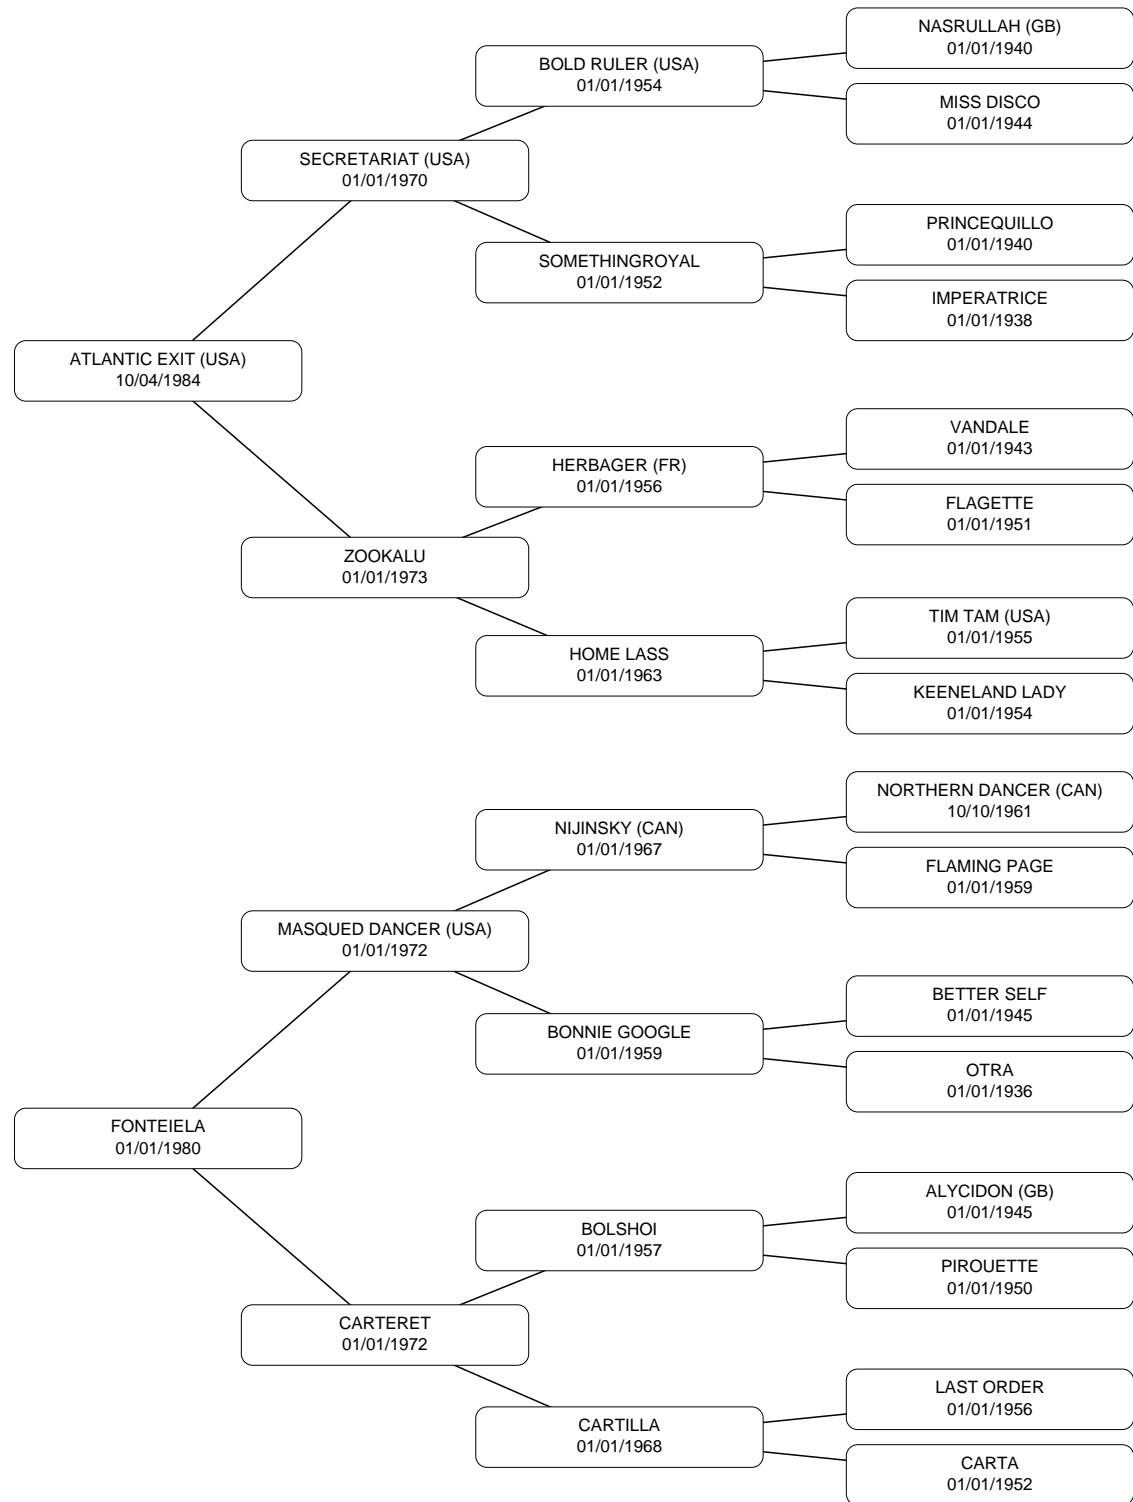 NASRULLAH (GB)
01/01/1940
BOLD RULER (USA)
01/01/1954
MISS DISCO
01/01/1944
SECRETARIAT (USA)
01/01/1970
PRINCEQUILLO
01/01/1940
SOMETHINGROYAL
01/01/1952
IMPERATRICE
01/01/1938
ATLANTIC EXIT (USA)
10/04/1984
VANDALE
01/01/1943
HERBAGER (FR)
01/01/1956
FLAGETTE
01/01/1951
ZOOKALU
01/01/1973
TIM TAM (USA)
01/01/1955
HOME LASS
01/01/1963
KEENELAND LADY
01/01/1954
NORTHERN DANCER (CAN)
10/10/1961
NIJINSKY (CAN)
01/01/1967
FLAMING PAGE
01/01/1959
MASQUED DANCER (USA)
01/01/1972
BETTER SELF
01/01/1945
BONNIE GOOGLE
01/01/1959
OTRA
01/01/1936
FONTEIELA
01/01/1980
ALYCIDON (GB)
01/01/1945
BOLSHOI
01/01/1957
PIROUETTE
01/01/1950
CARTERET
01/01/1972
LAST ORDER
01/01/1956
CARTILLA
01/01/1968
CARTA
01/01/1952